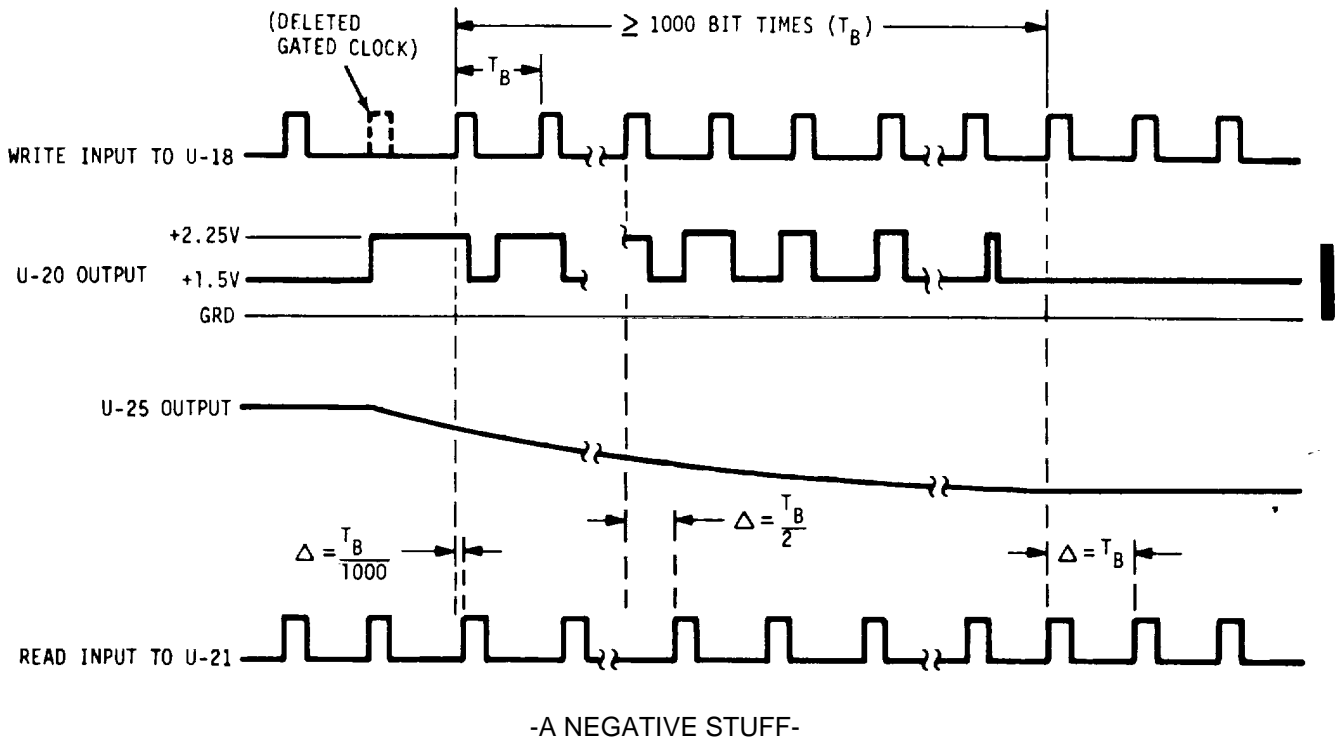 (DELETED
GATED CLOCK)
≥ 1000 BIT TIMES (T_B)
T_B
WRITE INPUT TO U-18
+2.25V
U-20 OUTPUT +1.5V
GRD
U-25 OUTPUT
Δ = T_B/1000
Δ = T_B/2
Δ = T_B
READ INPUT TO U-21
-A NEGATIVE STUFF-